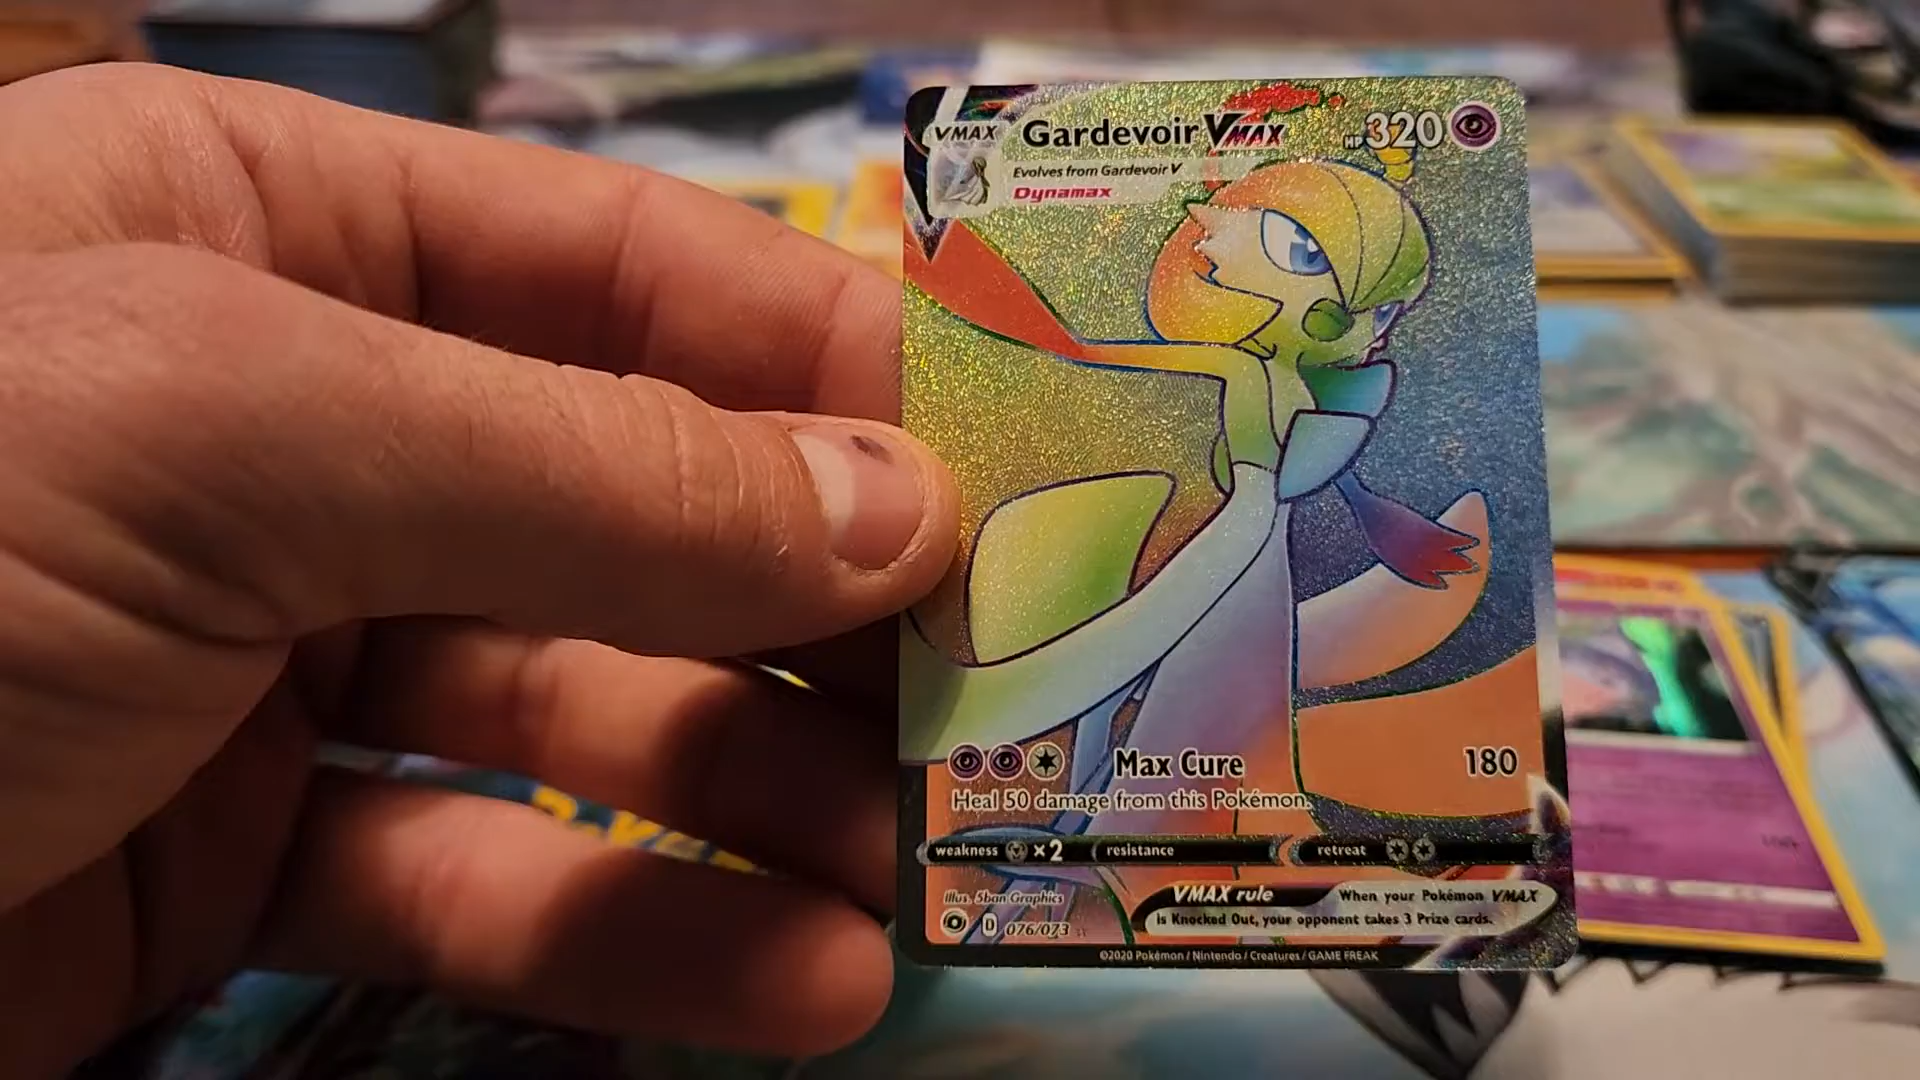 VMAX Gardevoir VMAX HP 320
Evolves from Gardevoir V
Dynamax
Max Cure 180
Heal 50 damage from this Pokémon.
weakness ×2 resistance retreat
Illus. 5ban Graphics
VMAX rule When your Pokémon VMAX
is Knocked Out, your opponent takes 3 Prize cards.
D 076/073
©2020 Pokémon / Nintendo / Creatures / GAME FREAK